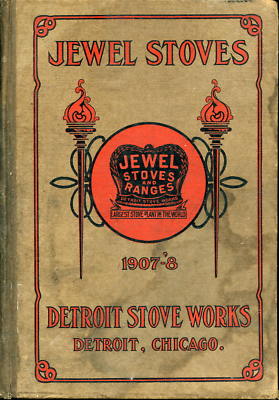 JEWEL STOVES
JEWEL
STOVES
AND
RANGES
DETROIT STOVE WORKS
LARGEST STOVE PLANT IN THE WORLD
1907-'8
DETROIT STOVE WORKS
DETROIT, CHICAGO.